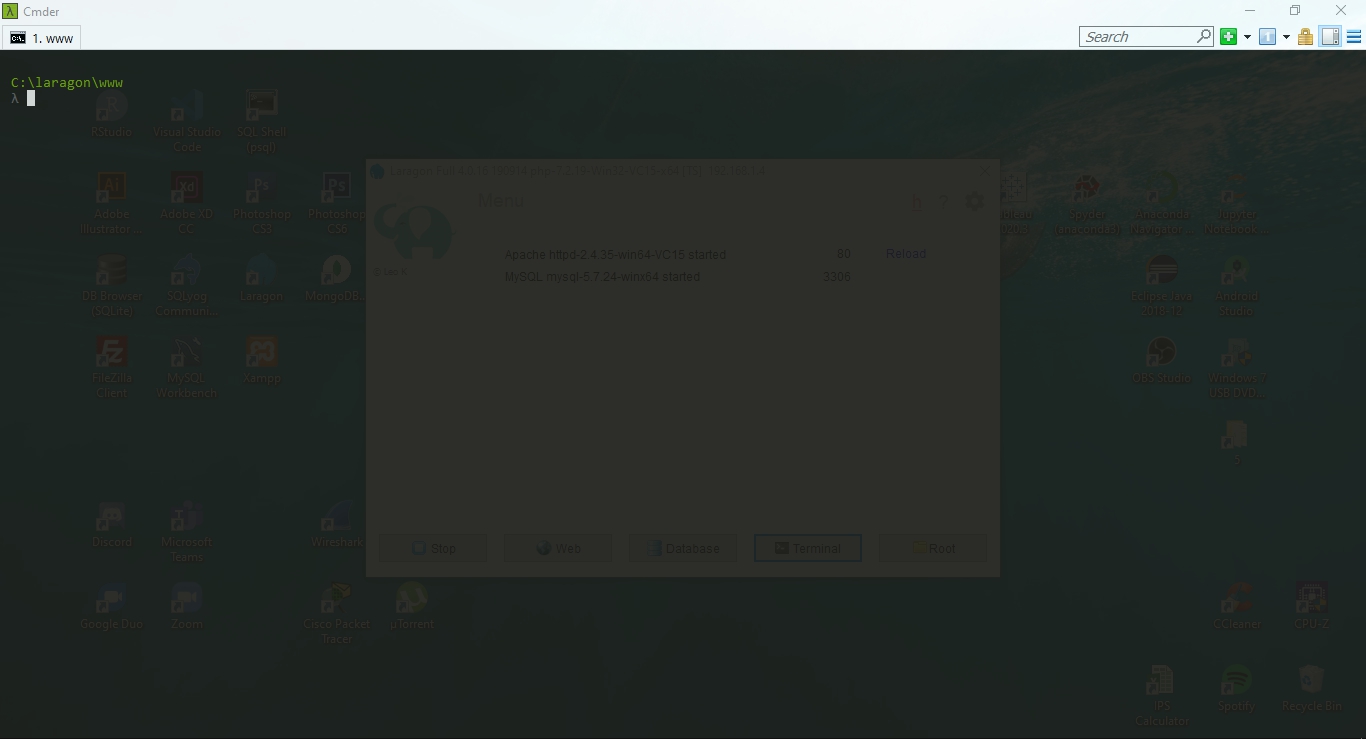 Cmder
1. www
Search
C:\laragon\www
λ
RStudio
Visual Studio
Code
SQL Shell
(psql)
Menu
?
Adobe
Illustrator ...
Adobe XD
CC
Photoshop
CS3
Photoshop
CS6
Spyder
(anaconda3)
Anaconda
Navigator...
Jupyter
Notebook...
Apache httpd-2.4.35-win64-VC15 started
80
Reload
MySQL mysql-5.7.24-winx64 started
3306
DB Browser
(SQLite)
SQLyog
Communi...
Laragon
MongoDB...
Eclipse Java
2018-12
Android
Studio
FileZilla
Client
MySQL
Workbench
Xampp
OBS Studio
Windows 7
USB DVD...
5
Discord
Microsoft
Teams
Wireshark
Stop
Web
Database
Terminal
Root
Google Duo
Zoom
Cisco Packet
Tracer
uTorrent
CCleaner
CPU-Z
IPS
Calculator
Spotify
Recycle Bin